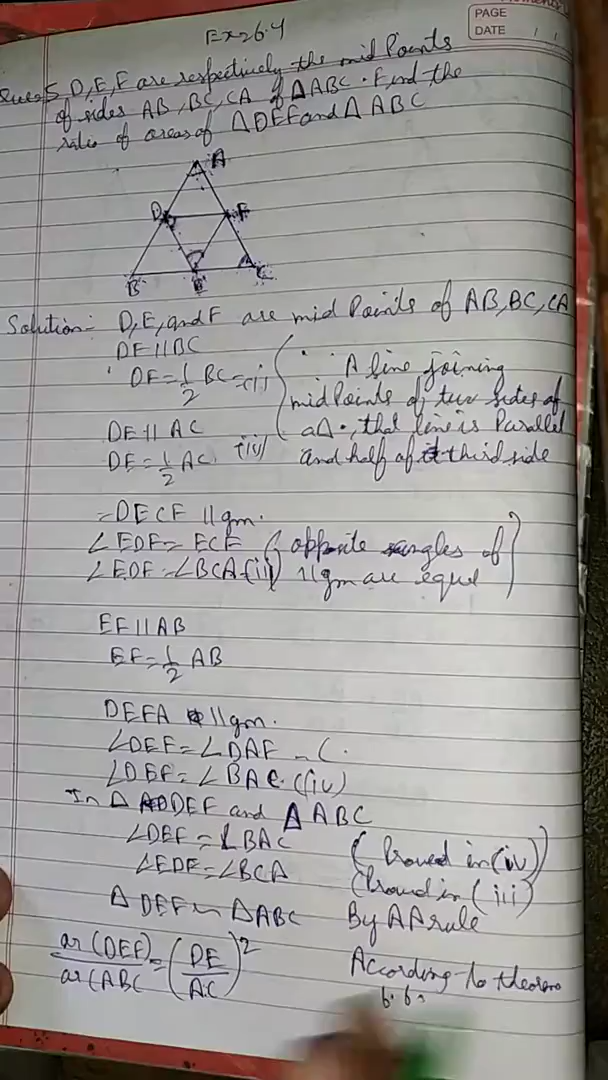 Ex=6.4
PAGE
DATE / /
Ques5 D,E,F are respectively the mid Points
of sides AB, BC, CA of ΔABC. Find the
ratio of areas of ΔDEF and ΔABC
A
D F
B E C
Solution:- D,E,and F are mid Points of AB, BC, CA
DF||BC
DF=1/2 BC=(i) { ∵ A line joining
midPoints of two sides of
DE || AC a Δ, that line is Parallel
DE=1/2 AC. (ii) and half of it third side
=DECF ||gm.
∠EDF= ECF { opposite angles of }
∠EDF=∠BCA-(iii) ||gm are equal
EF||AB
EF=1/2 AB
DEFA ||gm.
∠DEF=∠DAF -(.
∠DEF=∠BAC (iv)
In Δ DEF and ΔABC
∠DEF=∠BAC (Proved in (iv))
∠EDF=∠BCA (Proved in (iii)
Δ DEF ~ ΔABC By AA rule
ar(DEF)/ar(ABC = (DE/AC)² According to theorem
6.6.